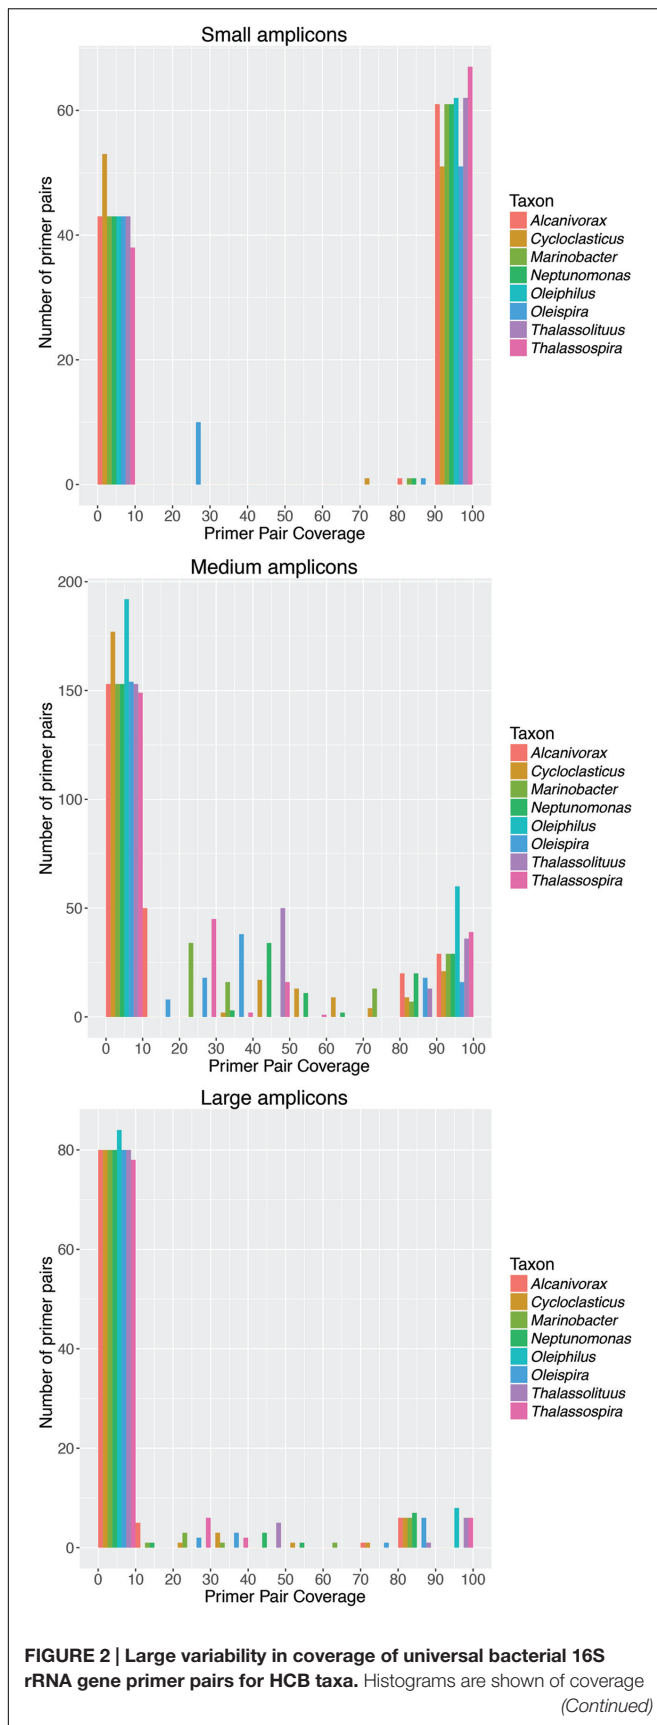 Small amplicons
60
40
20
0
Number of primer pairs
0 10 20 30 40 50 60 70 80 90 100
Primer Pair Coverage
Taxon
Alcanivorax
Cycloclasticus
Marinobacter
Neptunomonas
Oleiphilus
Oleispira
Thalassolituus
Thalassospira
Medium amplicons
200
150
100
50
0
Number of primer pairs
0 10 20 30 40 50 60 70 80 90 100
Primer Pair Coverage
Taxon
Alcanivorax
Cycloclasticus
Marinobacter
Neptunomonas
Oleiphilus
Oleispira
Thalassolituus
Thalassospira
Large amplicons
80
60
40
20
0
Number of primer pairs
0 10 20 30 40 50 60 70 80 90 100
Primer Pair Coverage
Taxon
Alcanivorax
Cycloclasticus
Marinobacter
Neptunomonas
Oleiphilus
Oleispira
Thalassolituus
Thalassospira
FIGURE 2 | Large variability in coverage of universal bacterial 16S
rRNA gene primer pairs for HCB taxa. Histograms are shown of coverage
(Continued)